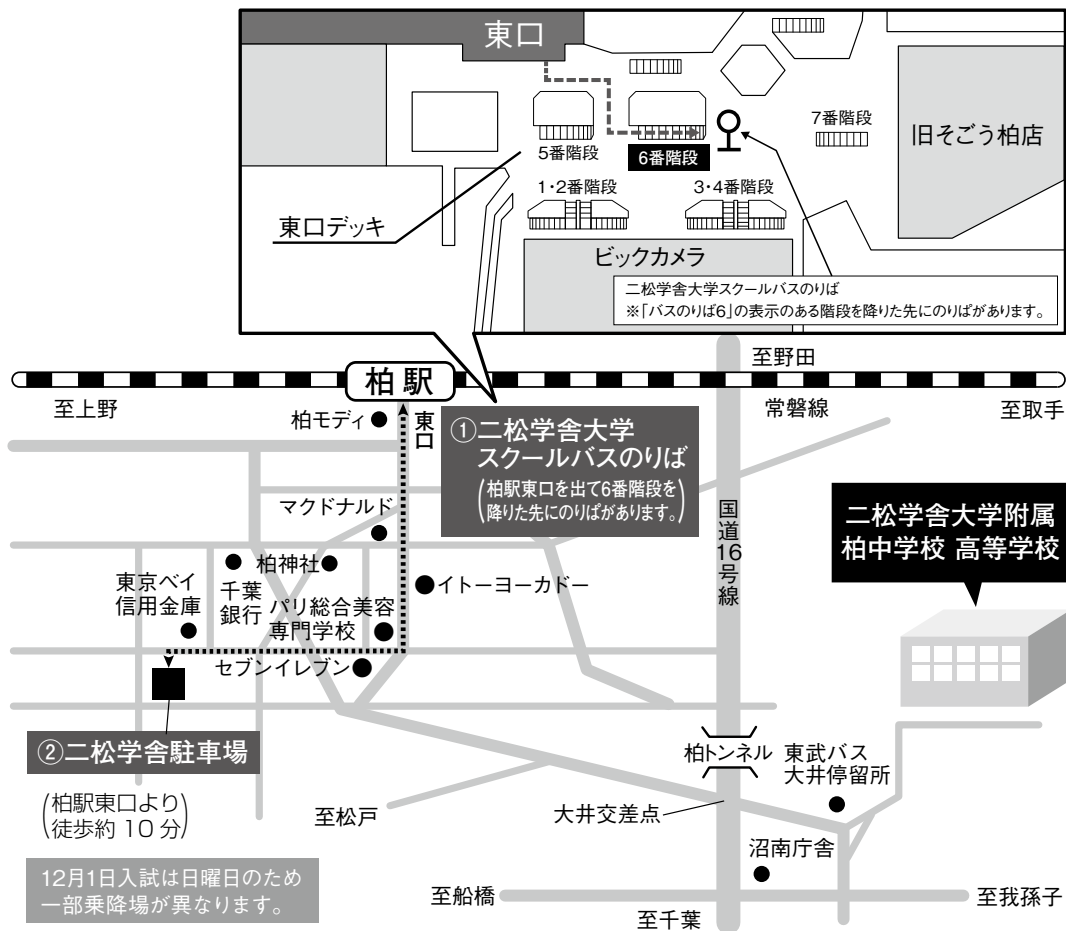 東口
5番階段
6番階段
7番階段
旧そごう柏店
1・2番階段
3・4番階段
東口デッキ
ビックカメラ
二松学舎大学スクールバスのりば
※「バスのりば6」の表示のある階段を降りた先にのりばがあります。
至野田
柏駅
至上野
常磐線
至取手
柏モディ
東口
①二松学舎大学
スクールバスのりば
(柏駅東口を出て6番階段を
降りた先にのりばがあります。)
マクドナルド
国道16号線
二松学舎大学附属
柏中学校 高等学校
柏神社
千葉
銀行
イトーヨーカドー
東京ベイ
信用金庫
パリ総合美容
専門学校
セブンイレブン
②二松学舎駐車場
(柏駅東口より
徒歩約10分)
柏トンネル
東武バス
大井停留所
至松戸
大井交差点
沼南庁舎
12月1日入試は日曜日のため
一部乗降場が異なります。
至船橋
至千葉
至我孫子